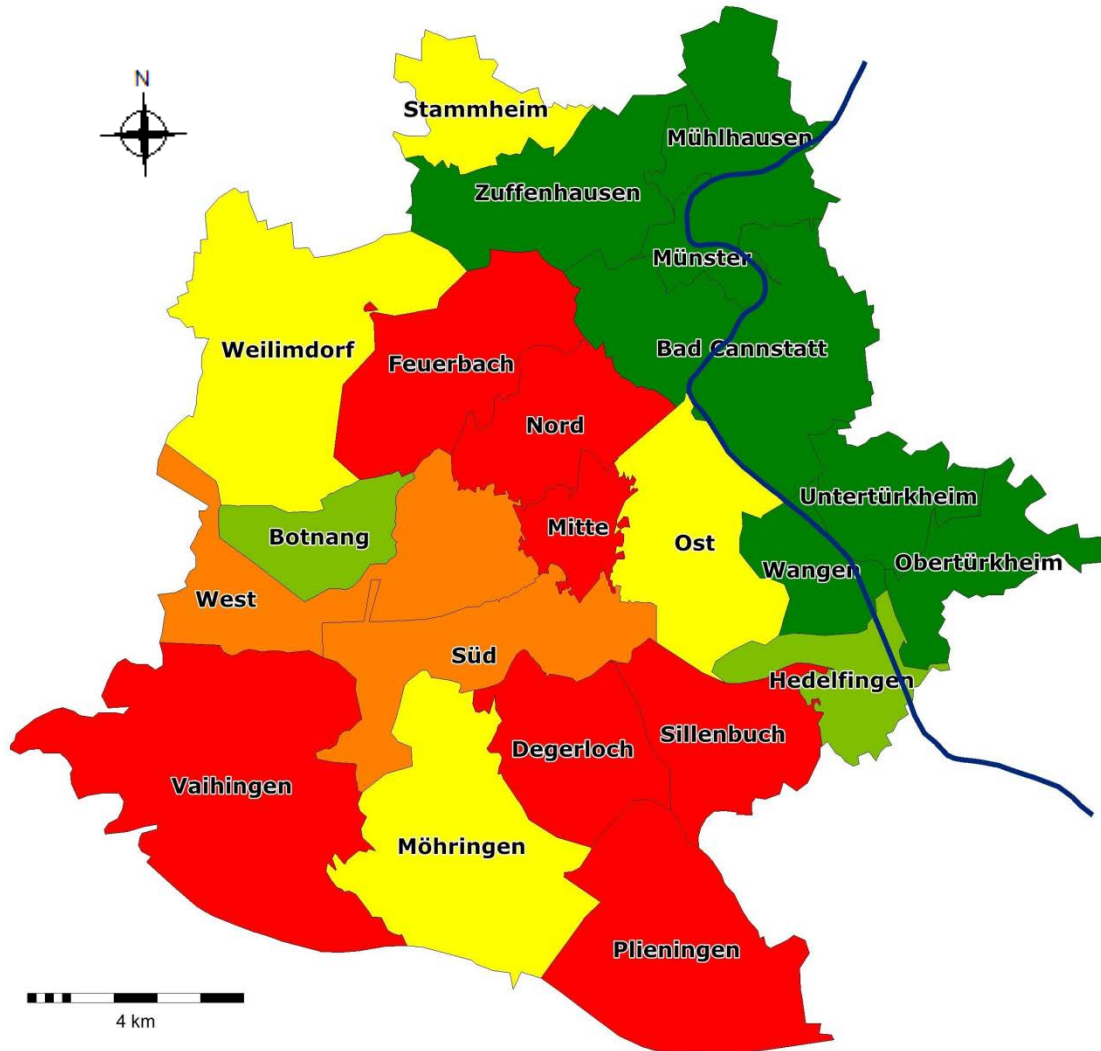 N
Stammheim
Mühlhausen
Zuffenhausen
Münster
Weilimdorf
Feuerbach
Bad Cannstatt
Nord
Untertürkheim
Mitte
Botnang
Ost
Obertürkheim
Wangen
West
Süd
Hedelfingen
Sillenbuch
Degerloch
Vaihingen
Möhringen
Plieningen
4 km